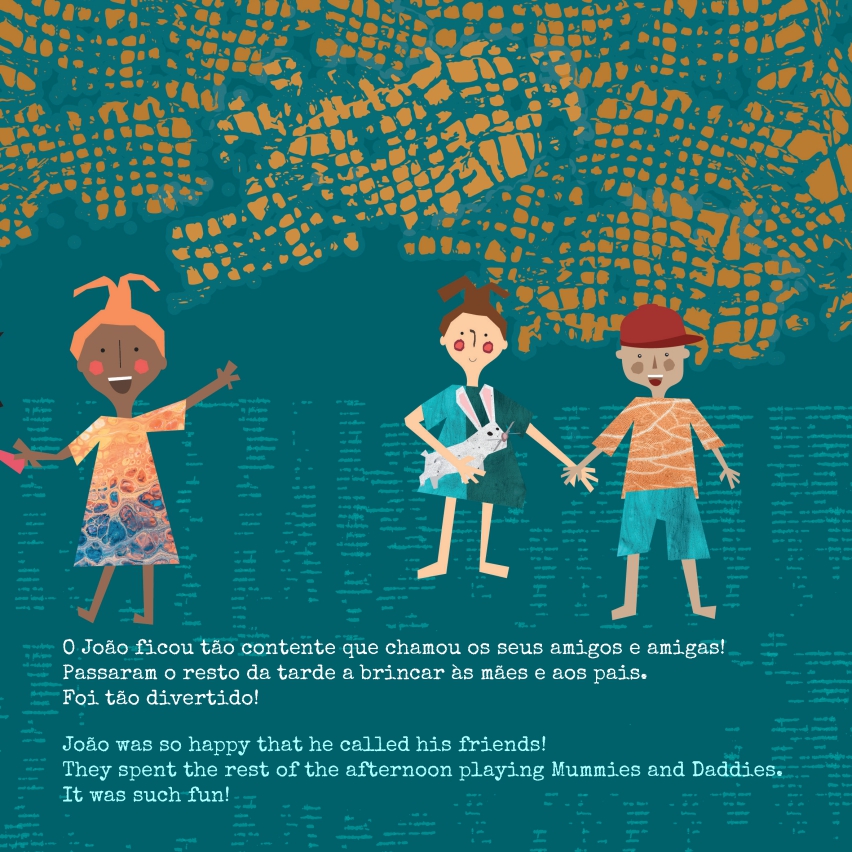 O João ficou tão contente que chamou os seus amigos e amigas!
Passaram o resto da tarde a brincar às mães e aos pais.
Foi tão divertido!
João was so happy that he called his friends!
They spent the rest of the afternoon playing Mummies and Daddies.
It was such fun!